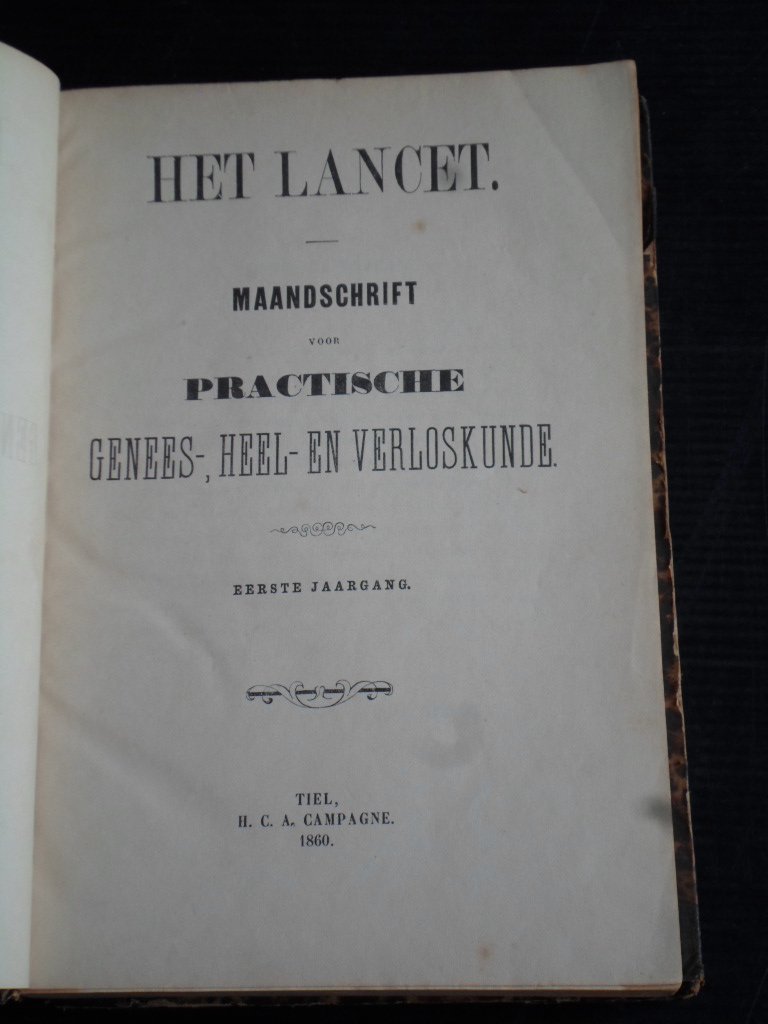 HET LANCET.
MAANDSCHRIFT
VOOR
PRACTISCHE
GENEES-, HEEL- EN VERLOSKUNDE.
EERSTE JAARGANG.
TIEL,
H. C. A. CAMPAGNE.
1860.